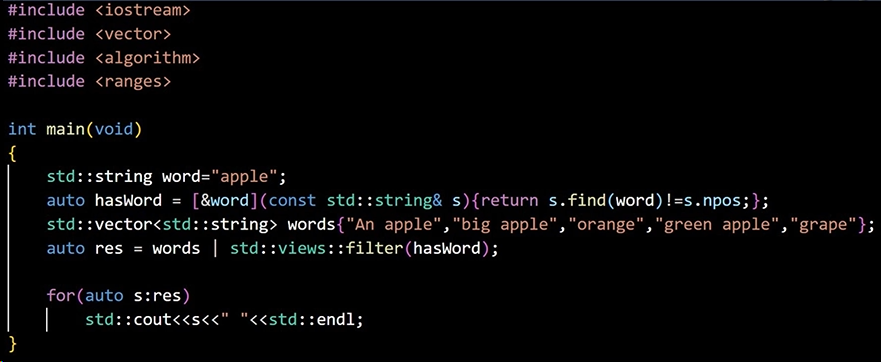 #include <iostream>
#include <vector>
#include <algorithm>
#include <ranges>

int main(void)
{
    std::string word="apple";
    auto hasWord = [&word](const std::string& s){return s.find(word)!=s.npos;};
    std::vector<std::string> words{"An apple","big apple","orange","green apple","grape"};
    auto res = words | std::views::filter(hasWord);

    for(auto s:res)
        std::cout<<s<<" "<<std::endl;
}